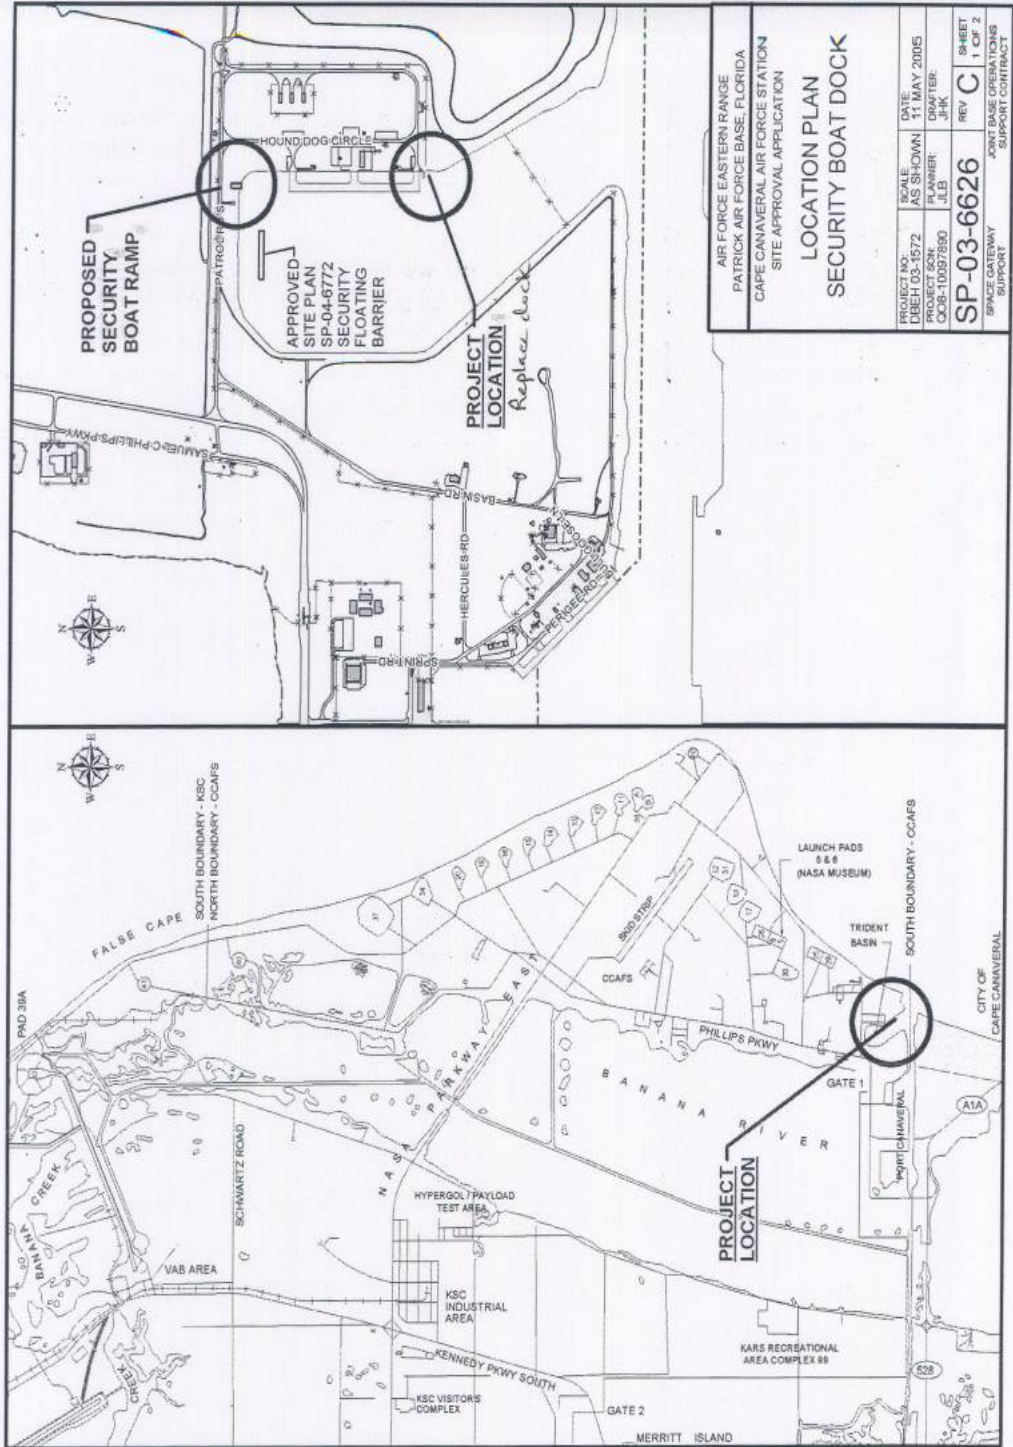 PROPOSED
SECURITY
BOAT RAMP
PATROL RD S
HOUND DOG CIRCLE
APPROVED
SITE PLAN
SP-04-6772
SECURITY
FLOATING
BARRIER
PROJECT
LOCATION
Replace dock
SAMUEL C PHILLIPS PKWY
BASIN RD
HERCULES RD
PERIGEE RD
SPRINT RD
N
E
S
W
AIR FORCE EASTERN RANGE
PATRICK AIR FORCE BASE, FLORIDA
CAPE CANAVERAL AIR FORCE STATION
SITE APPROVAL APPLICATION
LOCATION PLAN
SECURITY BOAT DOCK
PROJECT NO:
DBEH 03-1572
SCALE:
AS SHOWN
DATE:
11 MAY 2005
PROJECT SCN:
PLANNER:
JLB
DRAFTER:
JHK
SP-03-6626
REV C
SHEET
1 OF 2
SPACE GATEWAY
SUPPORT
JOINT BASE OPERATIONS
SUPPORT CONTRACT
N
E
S
W
PAD 39A
FALSE CAPE
SOUTH BOUNDARY - KSC
NORTH BOUNDARY - CCAFS
BANANA CREEK
CREEK
VAB AREA
SCHWARTZ ROAD
NASA PARKWAY EAST
SKID STRIP
CCAFS
LAUNCH PADS
5 & 6
(NASA MUSEUM)
TRIDENT
BASIN
SOUTH BOUNDARY - CCAFS
CITY OF
CAPE CANAVERAL
PHILLIPS PKWY
GATE 1
BANANA RIVER
PORT CANAVERAL
A1A
PROJECT
LOCATION
HYPERGOL / PAYLOAD
TEST AREA
KSC
INDUSTRIAL
AREA
KENNEDY PKWY SOUTH
KSC VISITORS
COMPLEX
GATE 2
KARS RECREATIONAL
AREA COMPLEX 99
528
MERRITT ISLAND